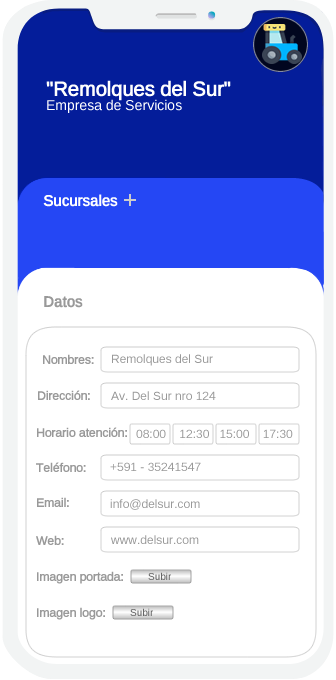 "Remolques del Sur"
Empresa de Servicios
Sucursales +
Datos
Nombres: Remolques del Sur
Dirección: Av. Del Sur nro 124
Horario atención: 08:00 12:30 15:00 17:30
Teléfono: +591 - 35241547
Email: info@delsur.com
Web: www.delsur.com
Imagen portada: Subir
Imagen logo: Subir